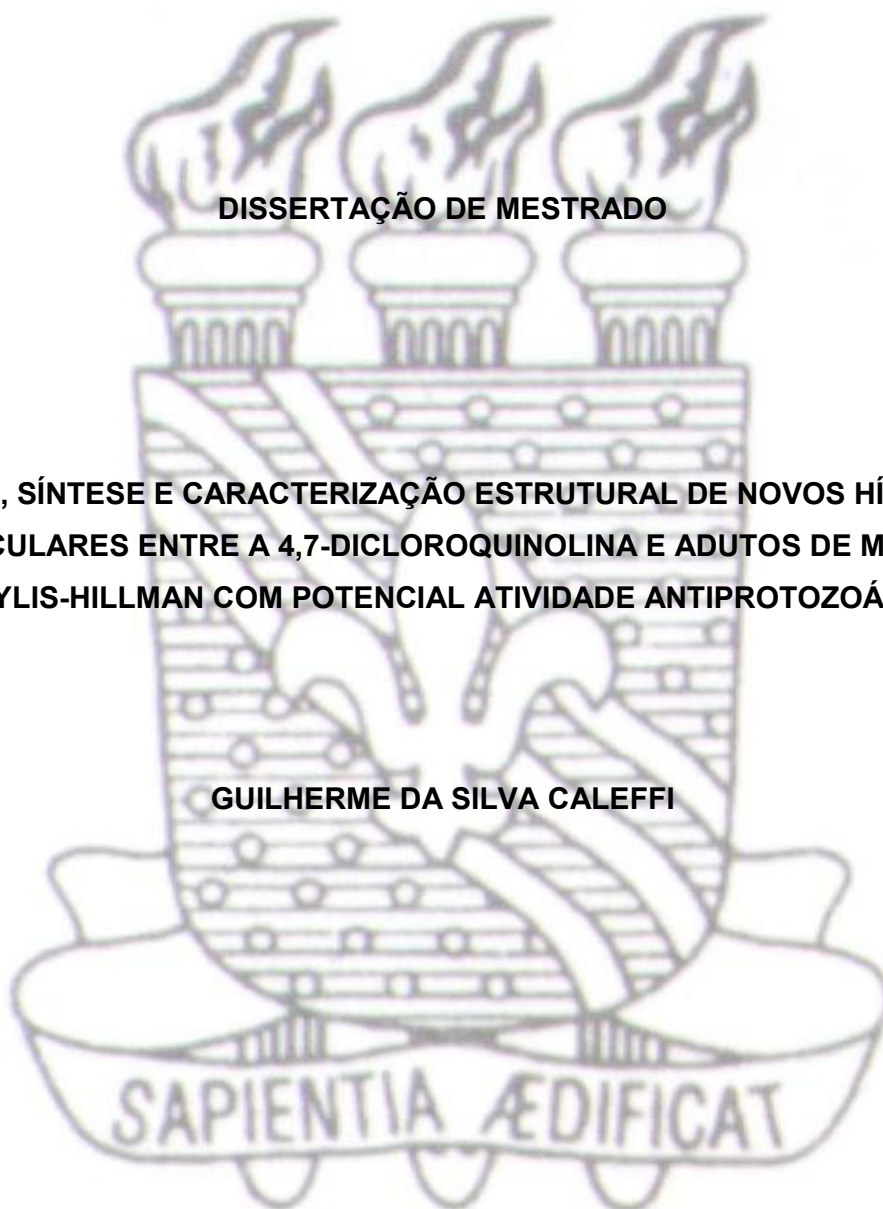 DISSERTAÇÃO DE MESTRADO
, SÍNTESE E CARACTERIZAÇÃO ESTRUTURAL DE NOVOS HÍ
CULARES ENTRE A 4,7-DICLOROQUINOLINA E ADUTOS DE M
YLIS-HILLMAN COM POTENCIAL ATIVIDADE ANTIPROTOZOÁ
GUILHERME DA SILVA CALEFFI
SAPIENTIA ÆDIFICAT